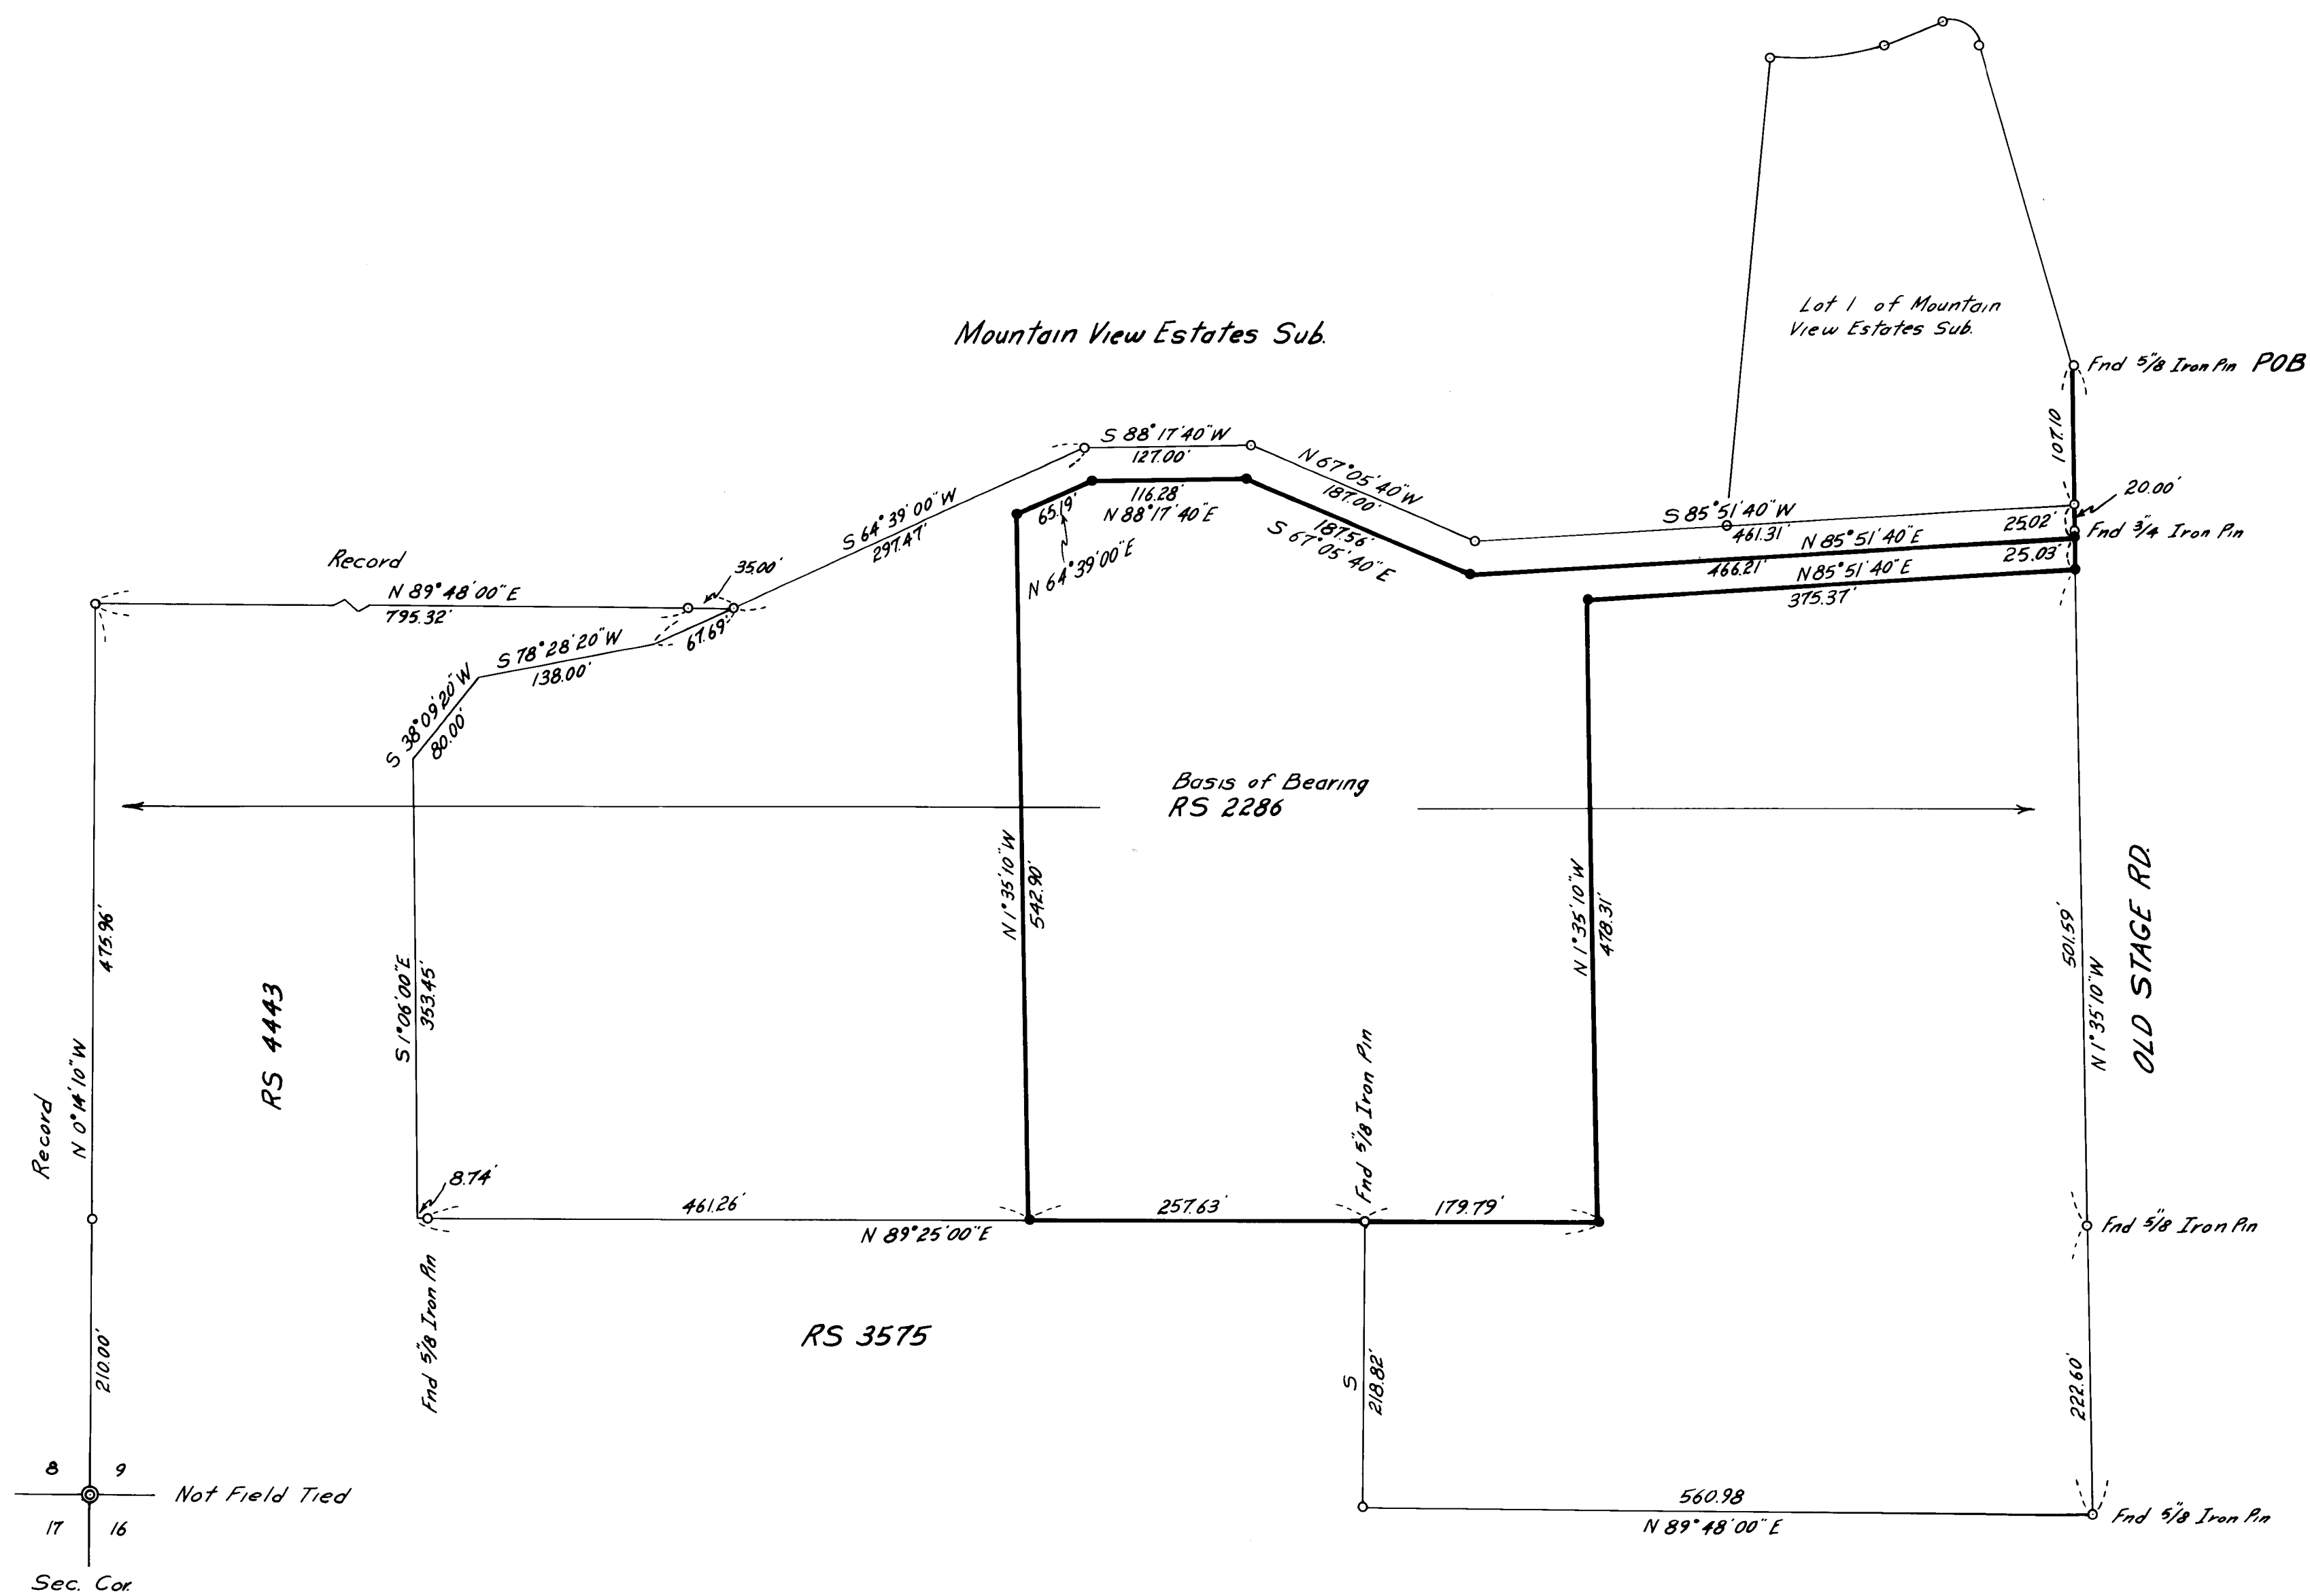 Lot 1 of Mountain
View Estates Sub.
Mountain View Estates Sub.
Fnd 5/8" Iron Pin POB
107.10
20.00'
Fnd 3/4" Iron Pin
25.02'
25.03'
S 88°17'40"W
127.00'
N 67°05'40"W
187.00'
S 85°51'40"W
461.31'
N 85°51'40"E
466.21'
N 85°51'40"E
375.37'
65.19'
N 64°39'00"E
116.28'
N 88°17'40"E
187.56'
S 67°05'40"E
S 64°39'00"W
297.47'
Record
N 89°48'00"E
795.32'
35.00'
67.69'
S 78°28'20"W
138.00'
S 38°09'20"W
80.00'
Basis of Bearing
RS 2286
N 1°35'10"W
542.90'
N 1°35'10"W
478.31'
501.59'
N 1°35'10"W
OLD STAGE RD.
475.96'
Record
N 0°14'10"W
RS 4443
S 1°06'00"E
353.45'
8.74'
461.26'
N 89°25'00"E
257.63'
179.79'
Fnd 5/8" Iron Pin
Fnd 5/8" Iron Pin
Fnd 5/8" Iron Pin
RS 3575
210.00'
S
218.82'
222.60'
560.98
N 89°48'00"E
Fnd 5/8" Iron Pin
8 9
Not Field Tied
17 16
Sec. Cor.